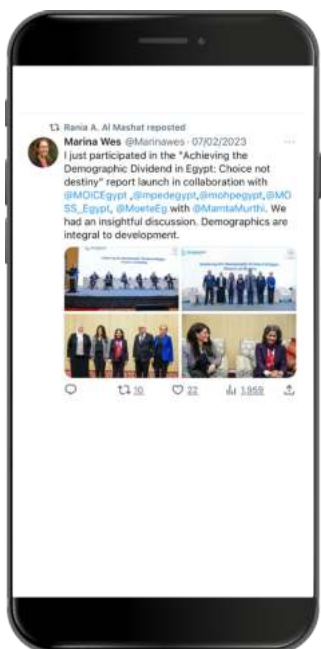 Rania A. Al Mashat reposted
Marina Wes @Marinawes · 07/02/2023 ...
I just participated in the "Achieving the
Demographic Dividend in Egypt: Choice not
destiny" report launch in collaboration with
@MOICEgypt ,@mpedegypt,@mohpegypt,@MO
SS_Egypt, @MoeteEg with @MamtaMurthi. We
had an insightful discussion. Demographics are
integral to development.
10 22 1,959